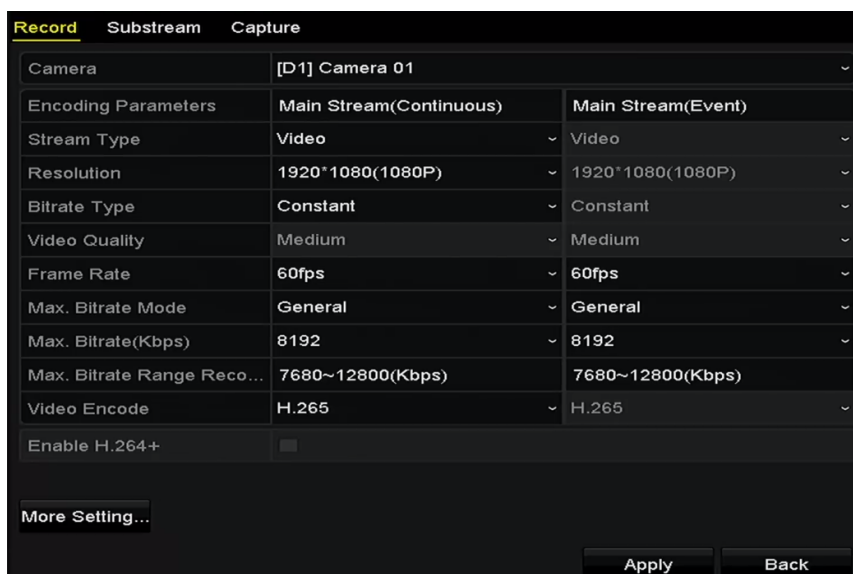 Record Substream Capture
Camera [D1] Camera 01
Encoding Parameters Main Stream(Continuous) Main Stream(Event)
Stream Type Video Video
Resolution 1920*1080(1080P) 1920*1080(1080P)
Bitrate Type Constant Constant
Video Quality Medium Medium
Frame Rate 60fps 60fps
Max. Bitrate Mode General General
Max. Bitrate(Kbps) 8192 8192
Max. Bitrate Range Reco... 7680~12800(Kbps) 7680~12800(Kbps)
Video Encode H.265 H.265
Enable H.264+
More Setting...
Apply Back